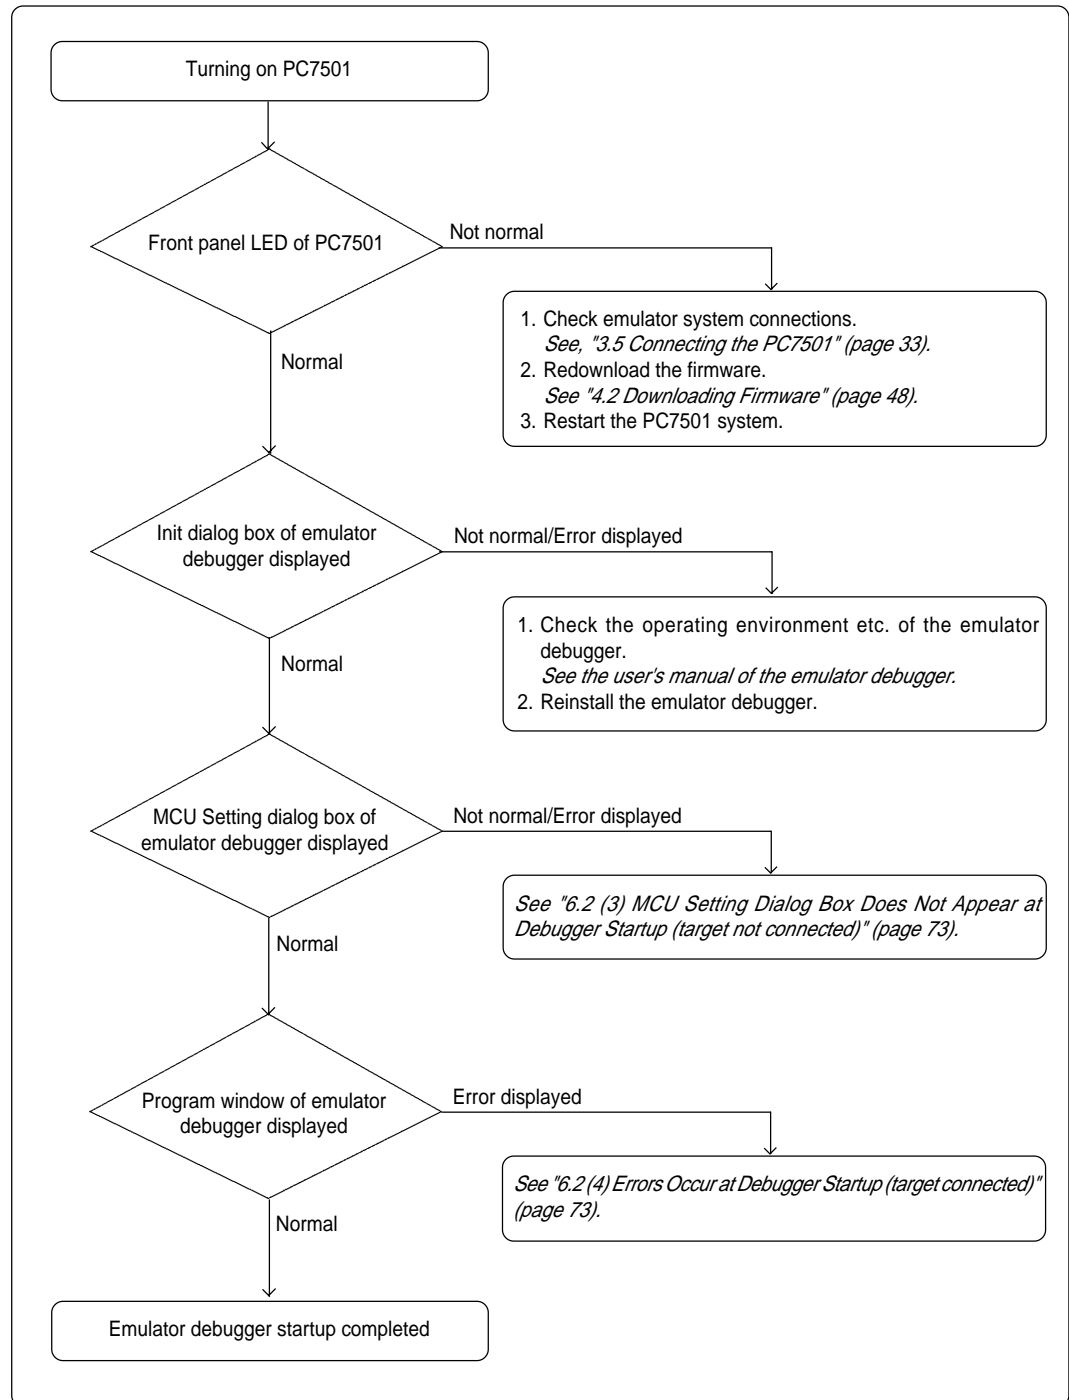 Turning on PC7501
Front panel LED of PC7501
Not normal
1. Check emulator system connections.
See, "3.5 Connecting the PC7501" (page 33).
2. Redownload the firmware.
See "4.2 Downloading Firmware" (page 48).
3. Restart the PC7501 system.
Normal
Init dialog box of emulator
debugger displayed
Not normal/Error displayed
1. Check the operating environment etc. of the emulator
debugger.
See the user's manual of the emulator debugger.
2. Reinstall the emulator debugger.
Normal
MCU Setting dialog box of
emulator debugger displayed
Not normal/Error displayed
See "6.2 (3) MCU Setting Dialog Box Does Not Appear at
Debugger Startup (target not connected)" (page 73).
Normal
Program window of emulator
debugger displayed
Error displayed
See "6.2 (4) Errors Occur at Debugger Startup (target connected)"
(page 73).
Normal
Emulator debugger startup completed